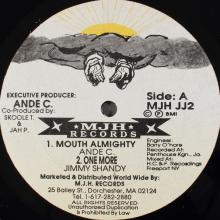 EXECUTIVE PRODUCER:
ANDE C.
Co-Produced by:
SKOOLE T.
&
JAH P.
Side: A
MJH JJ2
© ℗ BMI
★ MJH ★
RECORDS
1. MOUTH ALMIGHTY
ANDE C
2. ONE MORE
JIMMY SHANDY
Engineer:
Barry O'hare
Recorded At:
Penthouse Kgn., Ja.
Mixed At:
H.C.&F. Recordings
Freeport NY
Marketed & Distributed World Wide By:
M.J.H. RECORDS
25 Bailey St., Dorchester, MA 02124
Tel. 1-617-282-2880
ALL RIGHTS RESERVED
Unauthorized Duplication
Is Prohibited By Law